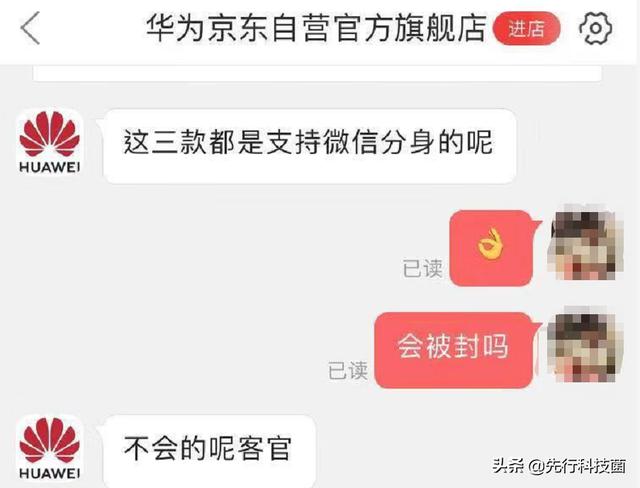 华为京东自营官方旗舰店 进店
这三款都是支持微信分身的呢
HUAWEI
👌
已读
会被封吗
已读
不会的呢客官
HUAWEI
头条 @先行科技菌